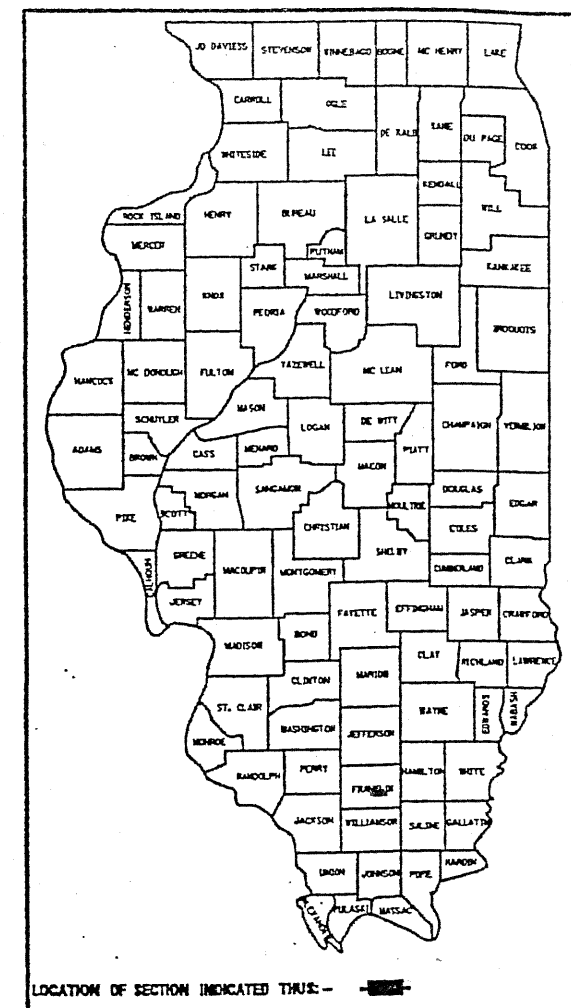 JO DAVIESS STEVENSON WINNEBAGO BOONE MC HENRY LAKE
CARROLL OGLE
DE KALB KANE DU PAGE COOK
WHITESIDE LEE
KENDALL
ROCK ISLAND HENRY BUREAU LA SALLE WILL
MERCER PUTNAM GRUNDY
STARK MARSHALL KANKAKEE
HENDERSON WARREN KNOX PEORIA WOODFORD LIVINGSTON IROQUOIS
HANCOCK MC DONOUGH FULTON TAZEWELL MC LEAN FORD
MASON
SCHUYLER LOGAN DE WITT CHAMPAIGN VERMILION
ADAMS BROWN CASS MENARD MACON PIATT
MORGAN SANGAMON DOUGLAS EDGAR
PIKE SCOTT CHRISTIAN MOULTRIE COLES
SHELBY
GREENE MACOUPIN MONTGOMERY CUMBERLAND CLARK
CALHOUN
JERSEY FAYETTE EFFINGHAM JASPER CRAWFORD
MADISON BOND
CLAY RICHLAND LAWRENCE
CLINTON MARION
ST. CLAIR WAYNE EDWARDS WABASH
WASHINGTON JEFFERSON
MONROE
RANDOLPH PERRY HAMILTON WHITE
JACKSON WILLIAMSON SALINE GALLATIN
UNION JOHNSON POPE HARDIN
PULASKI MASSAC
LOCATION OF SECTION INDICATED THUS:-